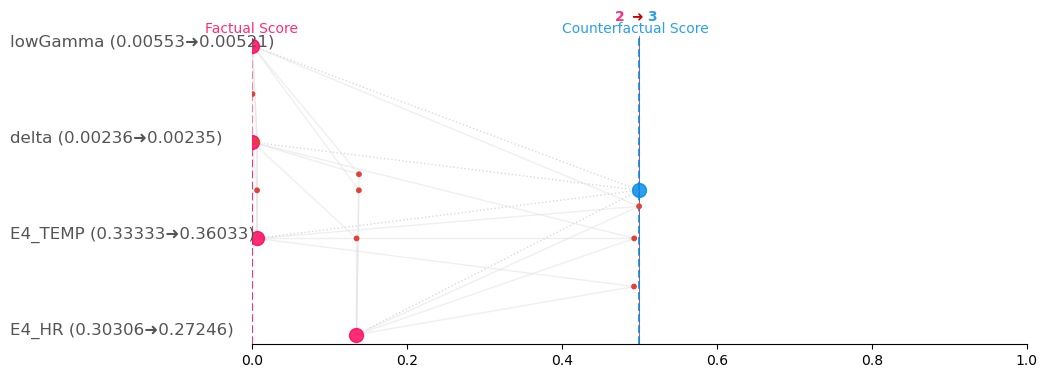 2 ➔ 3
Factual Score
Counterfactual Score
lowGamma (0.00553➔0.00521)
delta (0.00236➔0.00235)
E4_TEMP (0.33333➔0.36033)
E4_HR (0.30306➔0.27246)
0.0 0.2 0.4 0.6 0.8 1.0